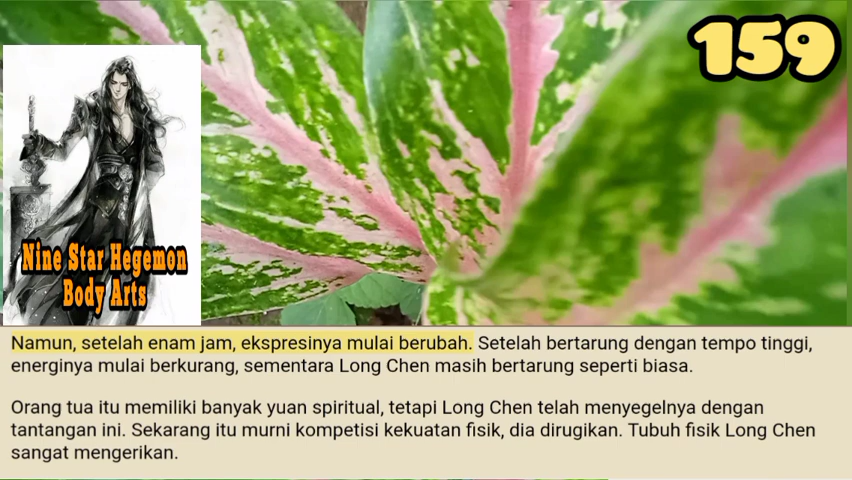 159
Nine Star Hegemon
Body Arts
Namun, setelah enam jam, ekspresinya mulai berubah. Setelah bertarung dengan tempo tinggi,
energinya mulai berkurang, sementara Long Chen masih bertarung seperti biasa.
Orang tua itu memiliki banyak yuan spiritual, tetapi Long Chen telah menyegelnya dengan
tantangan ini. Sekarang itu murni kompetisi kekuatan fisik, dia dirugikan. Tubuh fisik Long Chen
sangat mengerikan.